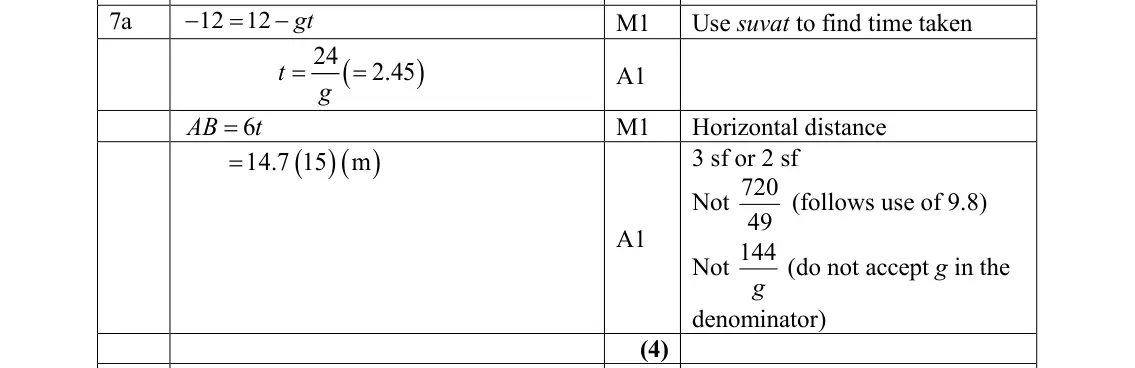 7a −12 = 12 − gt M1 Use suvat to find time taken
t = 24/g (= 2.45) A1
AB = 6t M1 Horizontal distance
= 14.7 (15) (m) A1 3 sf or 2 sf
Not 720/49 (follows use of 9.8)
Not 144/g (do not accept g in the
denominator)
(4)